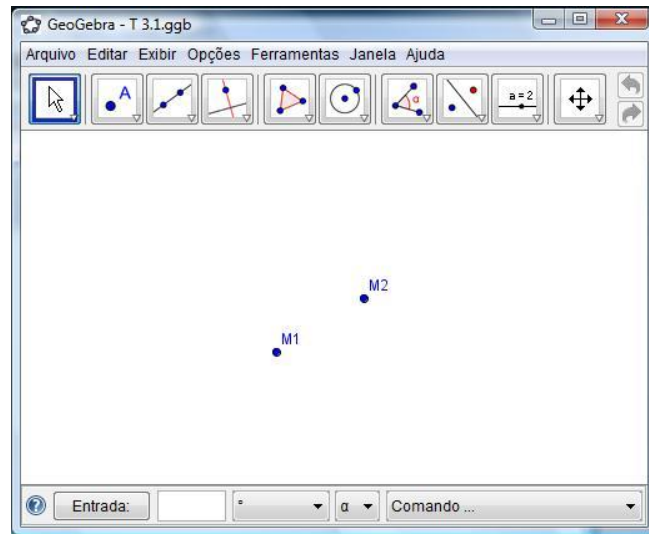 GeoGebra - T 3.1.ggb
Arquivo Editar Exibir Opções Ferramentas Janela Ajuda
A
α
a = 2
M2
M1
Entrada:
°
α
Comando ...